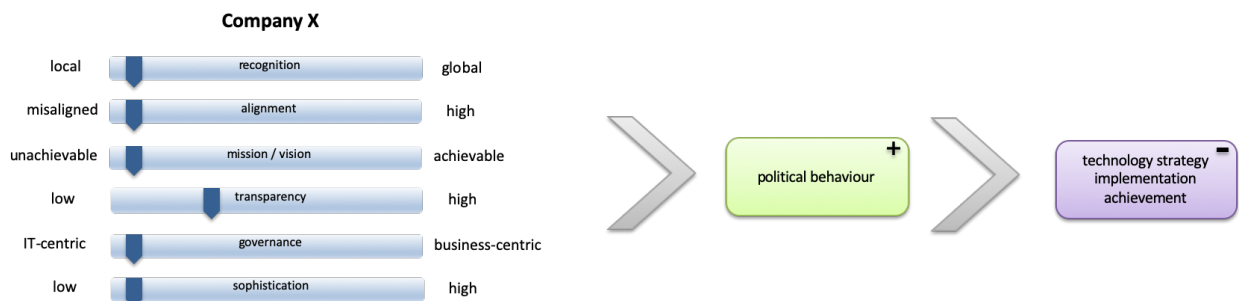 Company X
local recognition global
misaligned alignment high
unachievable mission / vision achievable
low transparency high
IT-centric governance business-centric
low sophistication high
+
political behaviour
-
technology strategy
implementation
achievement